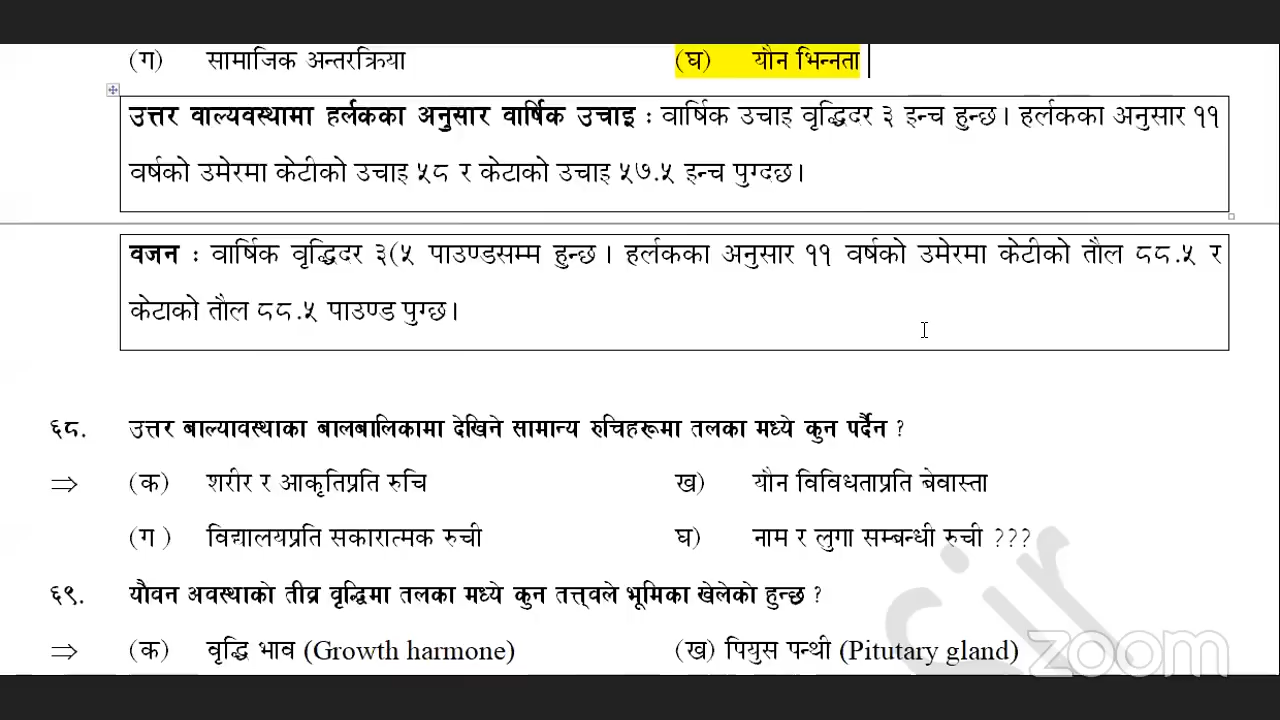 (ग) सामाजिक अन्तरक्रिया (घ) यौन भिन्नता
उत्तर वाल्यवस्थामा हर्लकका अनुसार वार्षिक उचाइ : वार्षिक उचाइ वृद्धिदर ३ इन्च हुन्छ। हर्लकका अनुसार ११
वर्षको उमेरमा केटीको उचाइ ५८ र केटाको उचाइ ५७.५ इन्च पुग्दछ।
वजन : वार्षिक वृद्धिदर ३(५ पाउण्डसम्म हुन्छ। हर्लकका अनुसार ११ वर्षको उमेरमा केटीको तौल ८८.५ र
केटाको तौल ८८.५ पाउण्ड पुग्छ।
६८. उत्तर बाल्यावस्थाका बालबालिकामा देखिने सामान्य रुचिहरूमा तलका मध्ये कुन पर्दैन ?
⇒ (क) शरीर र आकृतिप्रति रुचि ख) यौन विविधताप्रति बेवास्ता
(ग ) विद्यालयप्रति सकारात्मक रुची घ) नाम र लुगा सम्बन्धी रुची ???
६९. यौवन अवस्थाको तीव्र वृद्धिमा तलका मध्ये कुन तत्त्वले भूमिका खेलेको हुन्छ ?
⇒ (क) वृद्धि भाव (Growth harmone) (ख) पियुस पन्थी (Pitutary gland)
zoom